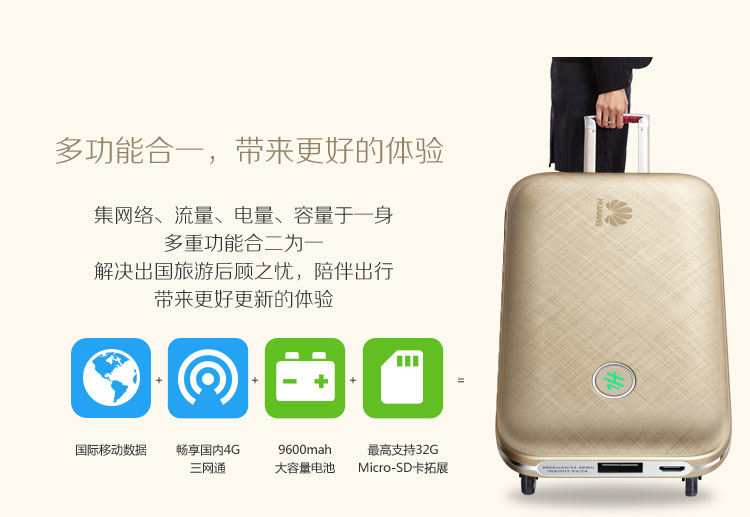 多功能合一，带来更好的体验
集网络、流量、电量、容量于一身
多重功能合二为一
解决出国旅游后顾之忧，陪伴出行
带来更好更新的体验
+ + + =
国际移动数据
畅享国内4G
三网通
9600mah
大容量电池
最高支持32G
Micro-SD卡拓展
HUAWEI
Hi